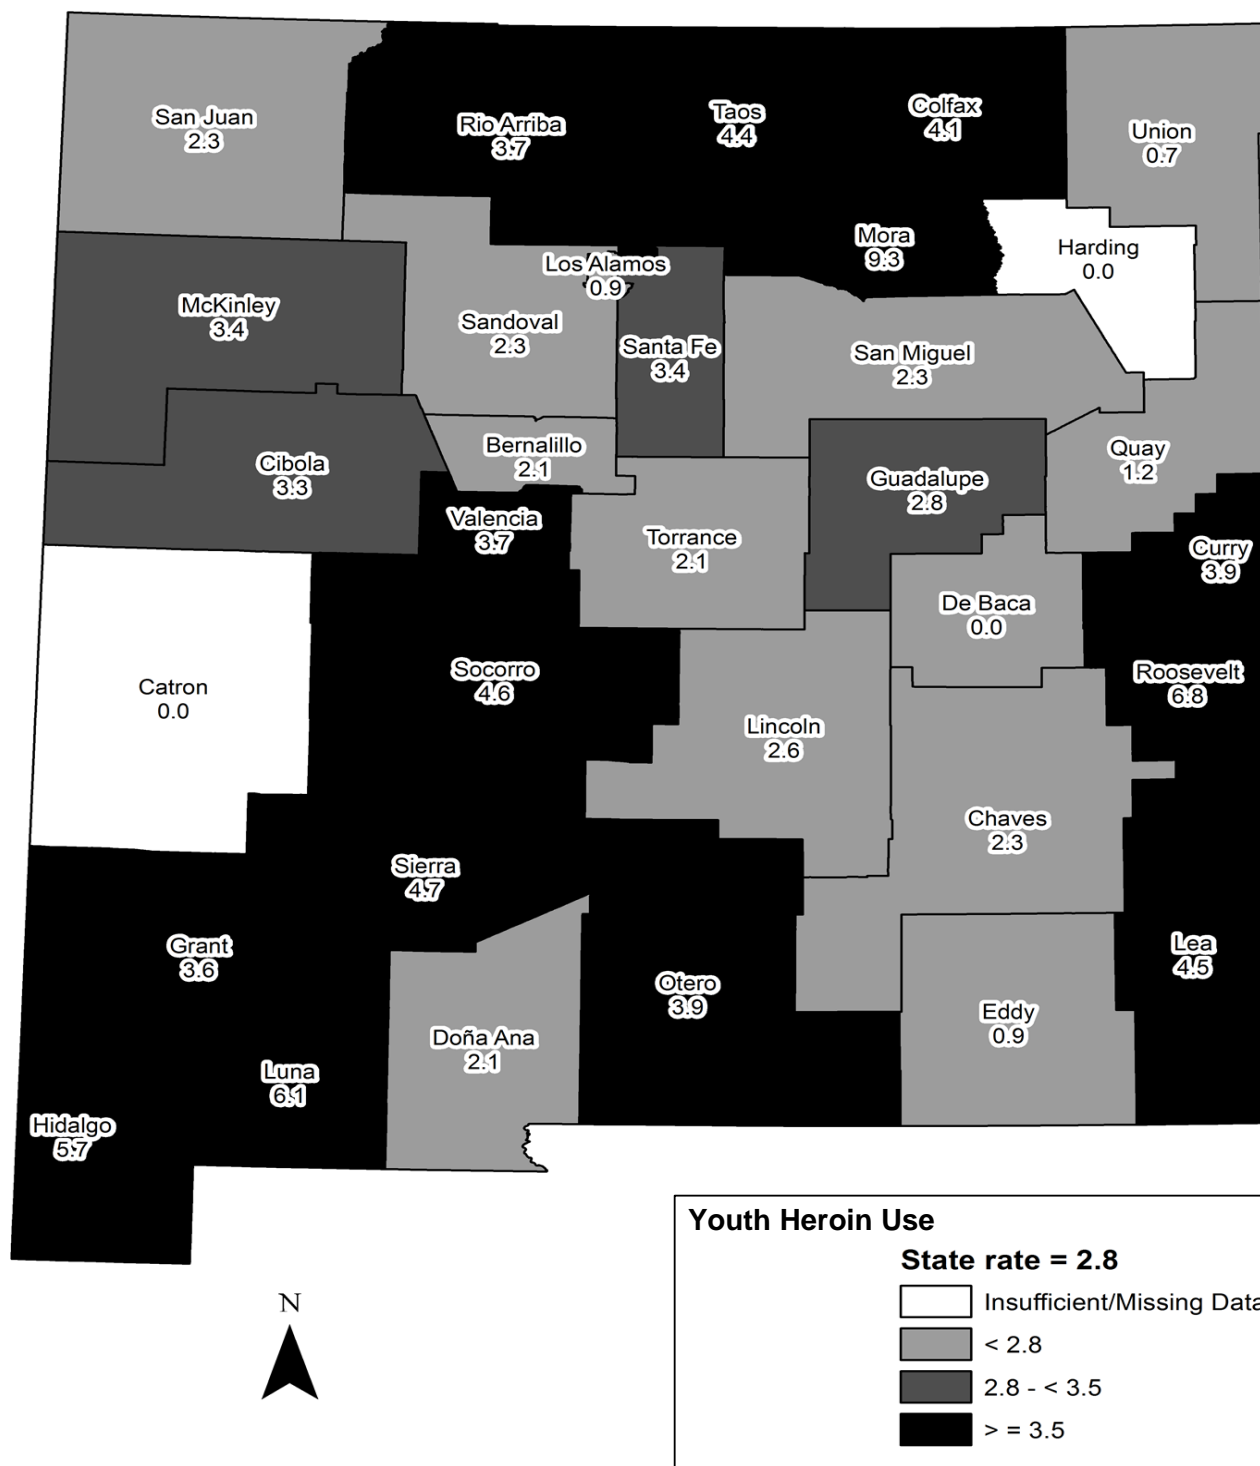 San Juan
2.3
Rio Arriba
3.7
Taos
4.4
Colfax
4.1
Union
0.7
Mora
9.3
Harding
0.0
Los Alamos
0.9
McKinley
3.4
Sandoval
2.3
Santa Fe
3.4
San Miguel
2.3
Bernalillo
2.1
Cibola
3.3
Quay
1.2
Guadalupe
2.8
Valencia
3.7
Torrance
2.1
Curry
3.9
De Baca
0.0
Catron
0.0
Socorro
4.6
Roosevelt
6.8
Lincoln
2.6
Chaves
2.3
Sierra
4.7
Grant
3.6
Lea
4.5
Otero
3.9
Eddy
0.9
Doña Ana
2.1
Luna
6.1
Hidalgo
5.7
Youth Heroin Use
State rate = 2.8
Insufficient/Missing Data
< 2.8
2.8 - < 3.5
> = 3.5
N